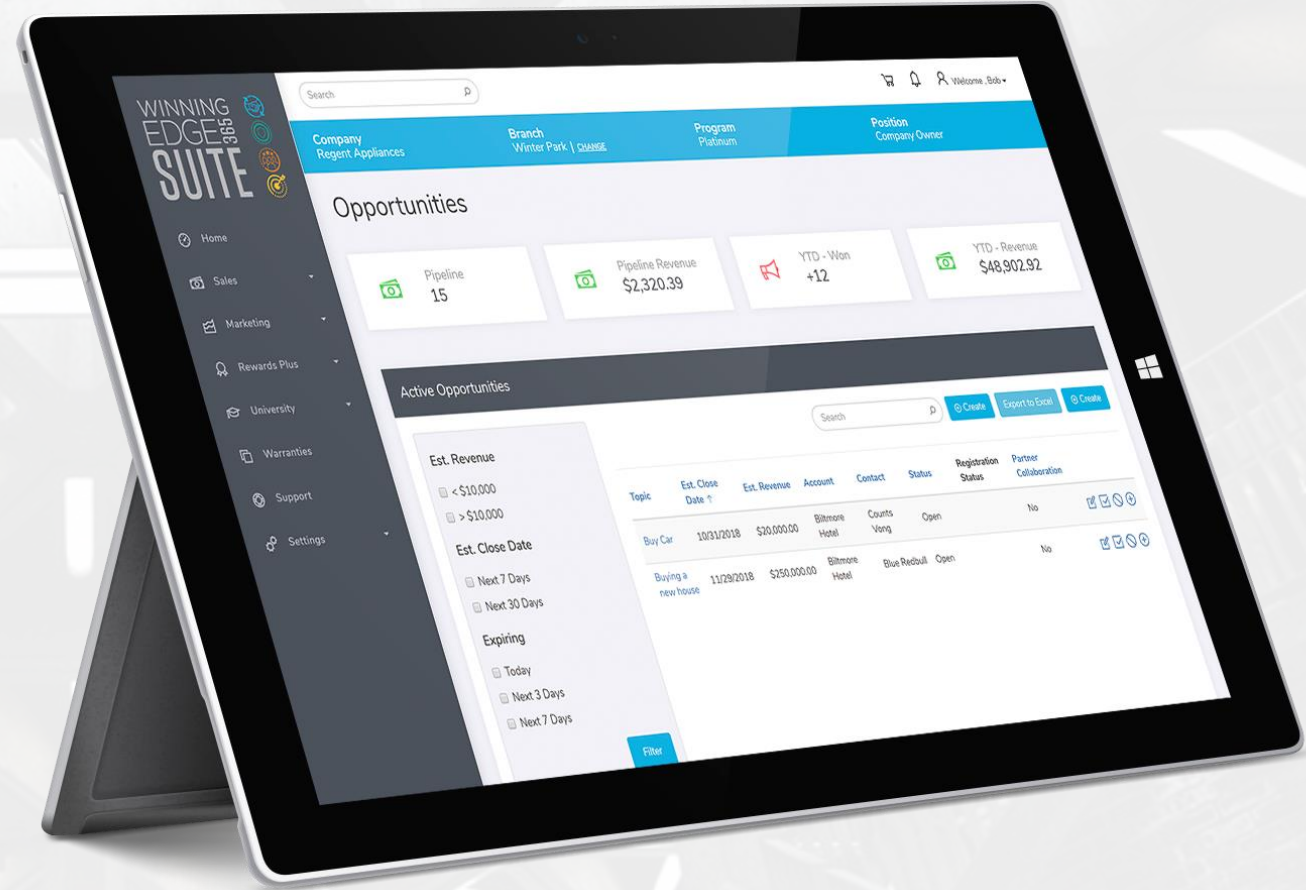 WINNING
EDGE 365
SUITE
Home
Sales
Marketing
Rewards Plus
University
Warranties
Support
Settings
Search
Welcome , Bob
Company
Regent Appliances
Branch
Winter Park | CHANGE
Program
Platinum
Position
Company Owner
Opportunities
Pipeline
15
Pipeline Revenue
$2,320.39
YTD - Won
+12
YTD - Revenue
$48,902.92
Active Opportunities
Est. Revenue
< $10,000
> $10,000
Est. Close Date
Next 7 Days
Next 30 Days
Expiring
Today
Next 3 Days
Next 7 Days
Filter
Search
Create
Export to Excel
Create
Topic
Est. Close
Date ↑
Est. Revenue
Account
Contact
Status
Registration
Status
Partner
Collaboration
Buy Car
10/31/2018
$20,000.00
Biltmore
Hotel
Counts
Vong
Open
No
Buying a
new house
11/29/2018
$250,000.00
Biltmore
Hotel
Blue Redbull
Open
No